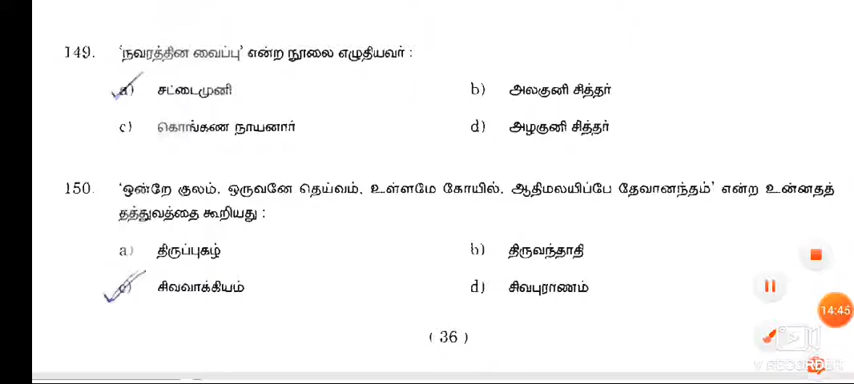 149. 'நவரத்தின வைப்பு' என்ற நூலை எழுதியவர் :
a) சட்டைமுனி b) அலகுனி சித்தர்
c) கொங்கண நாயனார் d) அழகுனி சித்தர்
150. 'ஒன்றே குலம், ஒருவனே தெய்வம், உள்ளமே கோயில், ஆதிமலயிப்பே தேவானந்தம்' என்ற உன்னதத்
தத்துவத்தை கூறியது :
a) திருப்புகழ் b) திருவந்தாதி
c) சிவவாக்கியம் d) சிவபுராணம்
14:45
( 36 )
V RECORDER